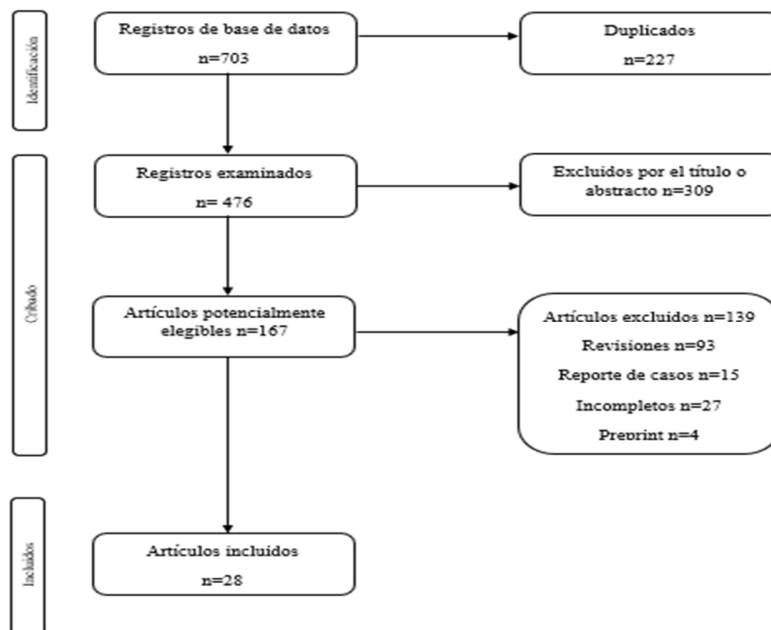 Identificación
Registros de base de datos
n=703
Duplicados
n=227
Cribado
Registros examinados
n= 476
Excluidos por el título o
abstracto n=309
Artículos potencialmente
elegibles n=167
Artículos excluidos n=139
Revisiones n=93
Reporte de casos n=15
Incompletos n=27
Preprint n=4
Incluidos
Artículos incluidos
n=28